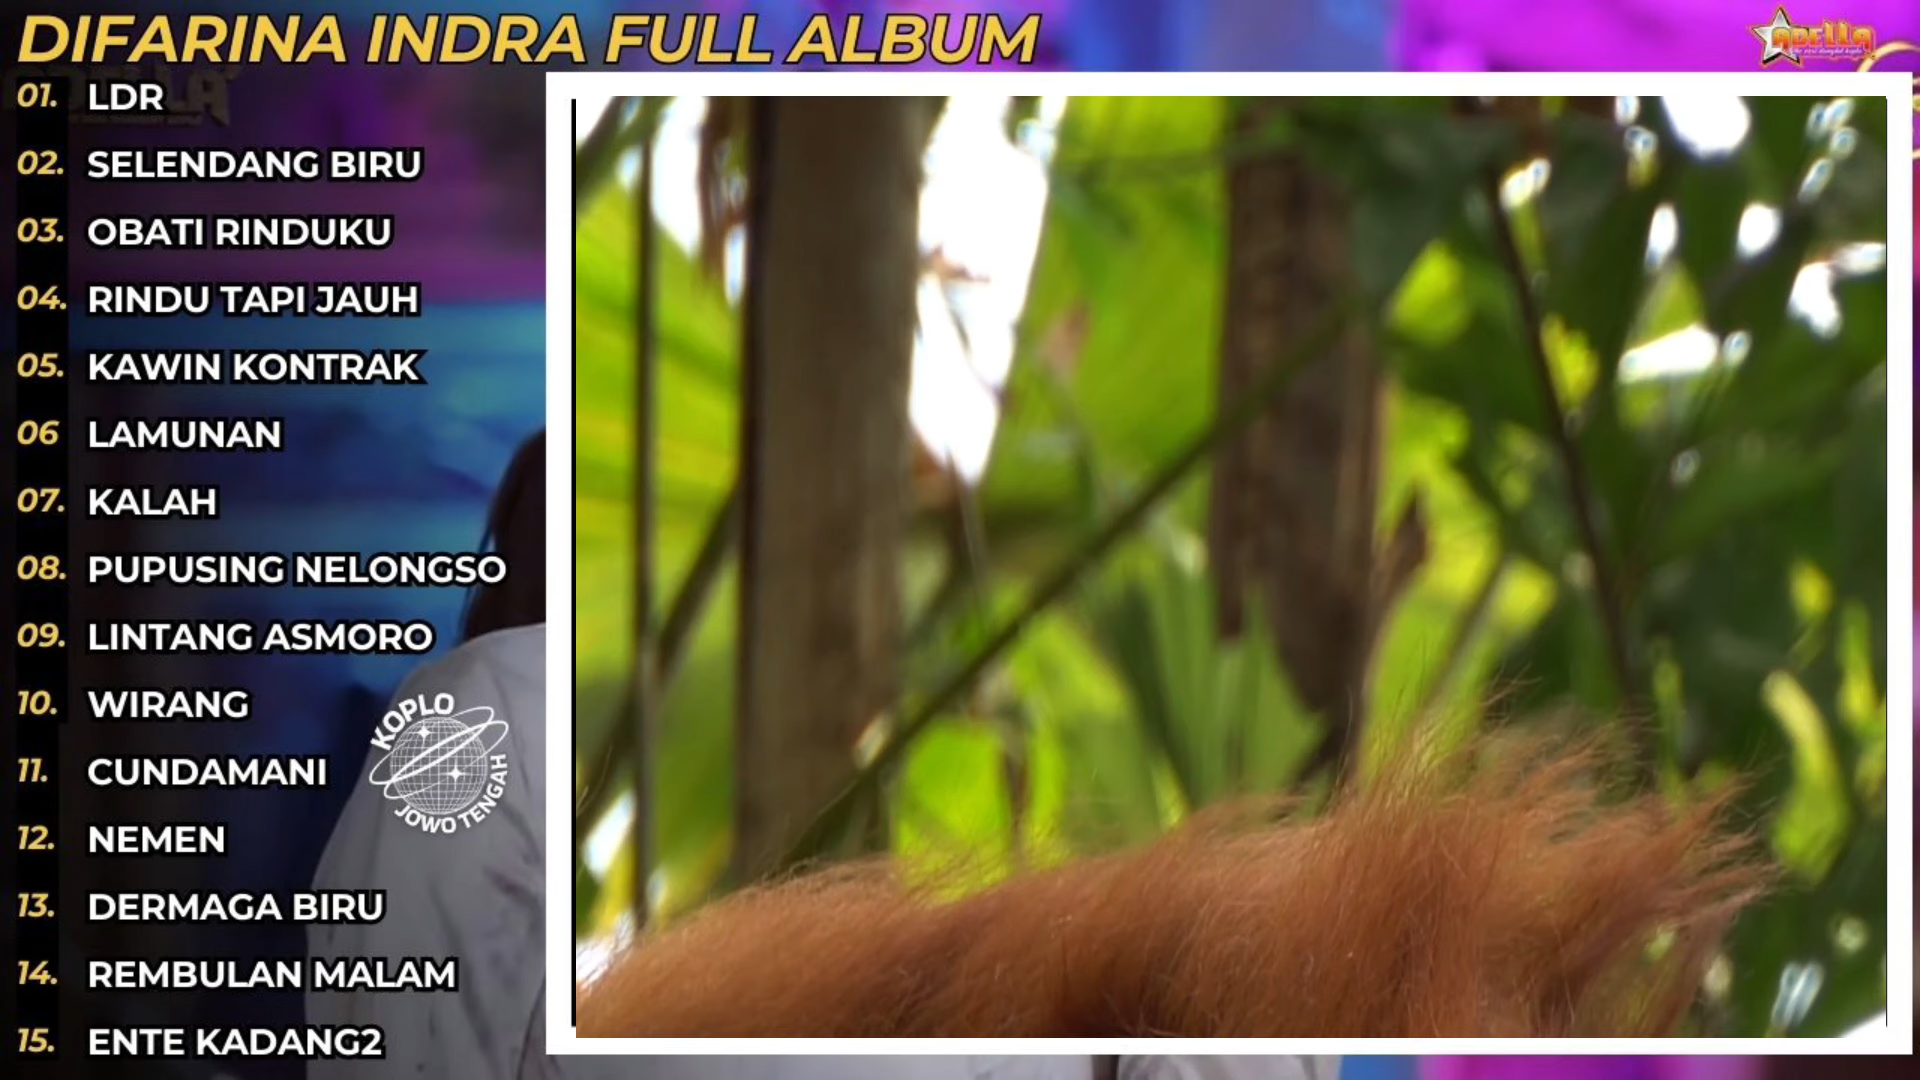 DIFARINA INDRA FULL ALBUM
ADELLA
01. LDR
02. SELENDANG BIRU
03. OBATI RINDUKU
04. RINDU TAPI JAUH
05. KAWIN KONTRAK
06 LAMUNAN
07. KALAH
08. PUPUSING NELONGSO
09. LINTANG ASMORO
10. WIRANG
11. CUNDAMANI
12. NEMEN
13. DERMAGA BIRU
14. REMBULAN MALAM
15. ENTE KADANG2
KOPLO
JOWO TENGAH